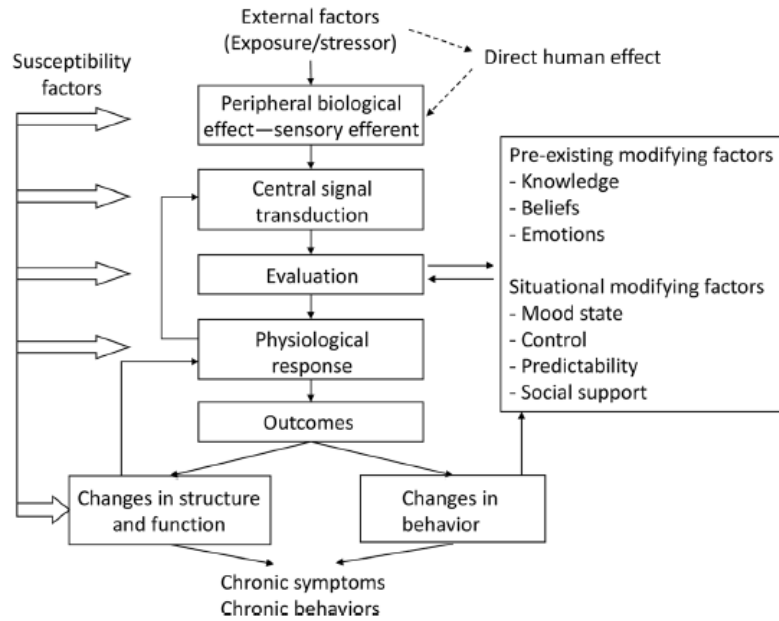 External factors
(Exposure/stressor)
Direct human effect
Susceptibility
factors
Peripheral biological
effect—sensory efferent
Central signal
transduction
Evaluation
Physiological
response
Outcomes
Pre-existing modifying factors
- Knowledge
- Beliefs
- Emotions
Situational modifying factors
- Mood state
- Control
- Predictability
- Social support
Changes in structure
and function
Changes in
behavior
Chronic symptoms
Chronic behaviors